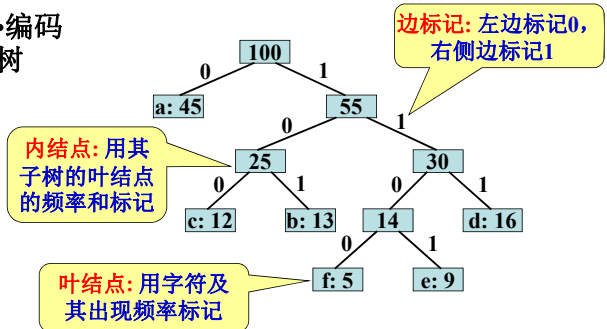 编码
树
100
边标记: 左边标记0，
右侧边标记1
0
1
a: 45
55
0
1
内结点: 用其
子树的叶结点
的频率和标记
25
30
0
1
0
1
c: 12
b: 13
14
d: 16
0
1
叶结点: 用字符及
其出现频率标记
f: 5
e: 9